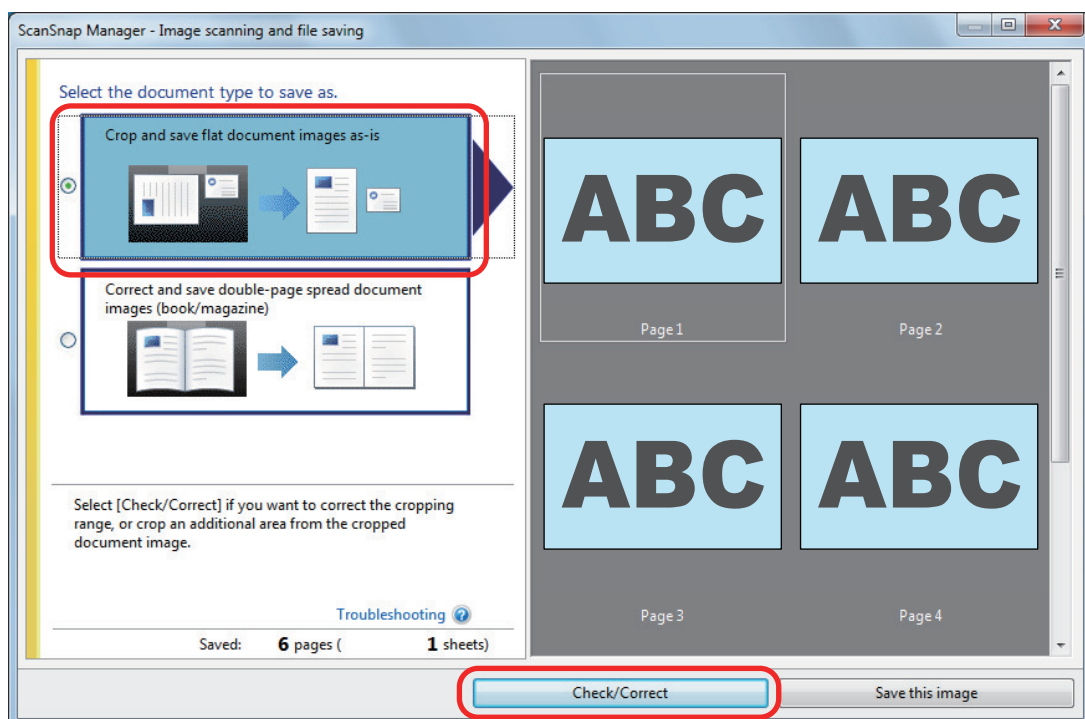 ScanSnap Manager - Image scanning and file saving
Select the document type to save as.
Crop and save flat document images as-is
Correct and save double-page spread document
images (book/magazine)
Select [Check/Correct] if you want to correct the cropping
range, or crop an additional area from the cropped
document image.
Troubleshooting
Saved: 6 pages ( 1 sheets)
ABC ABC
Page 1 Page 2
ABC ABC
Page 3 Page 4
Check/Correct Save this image